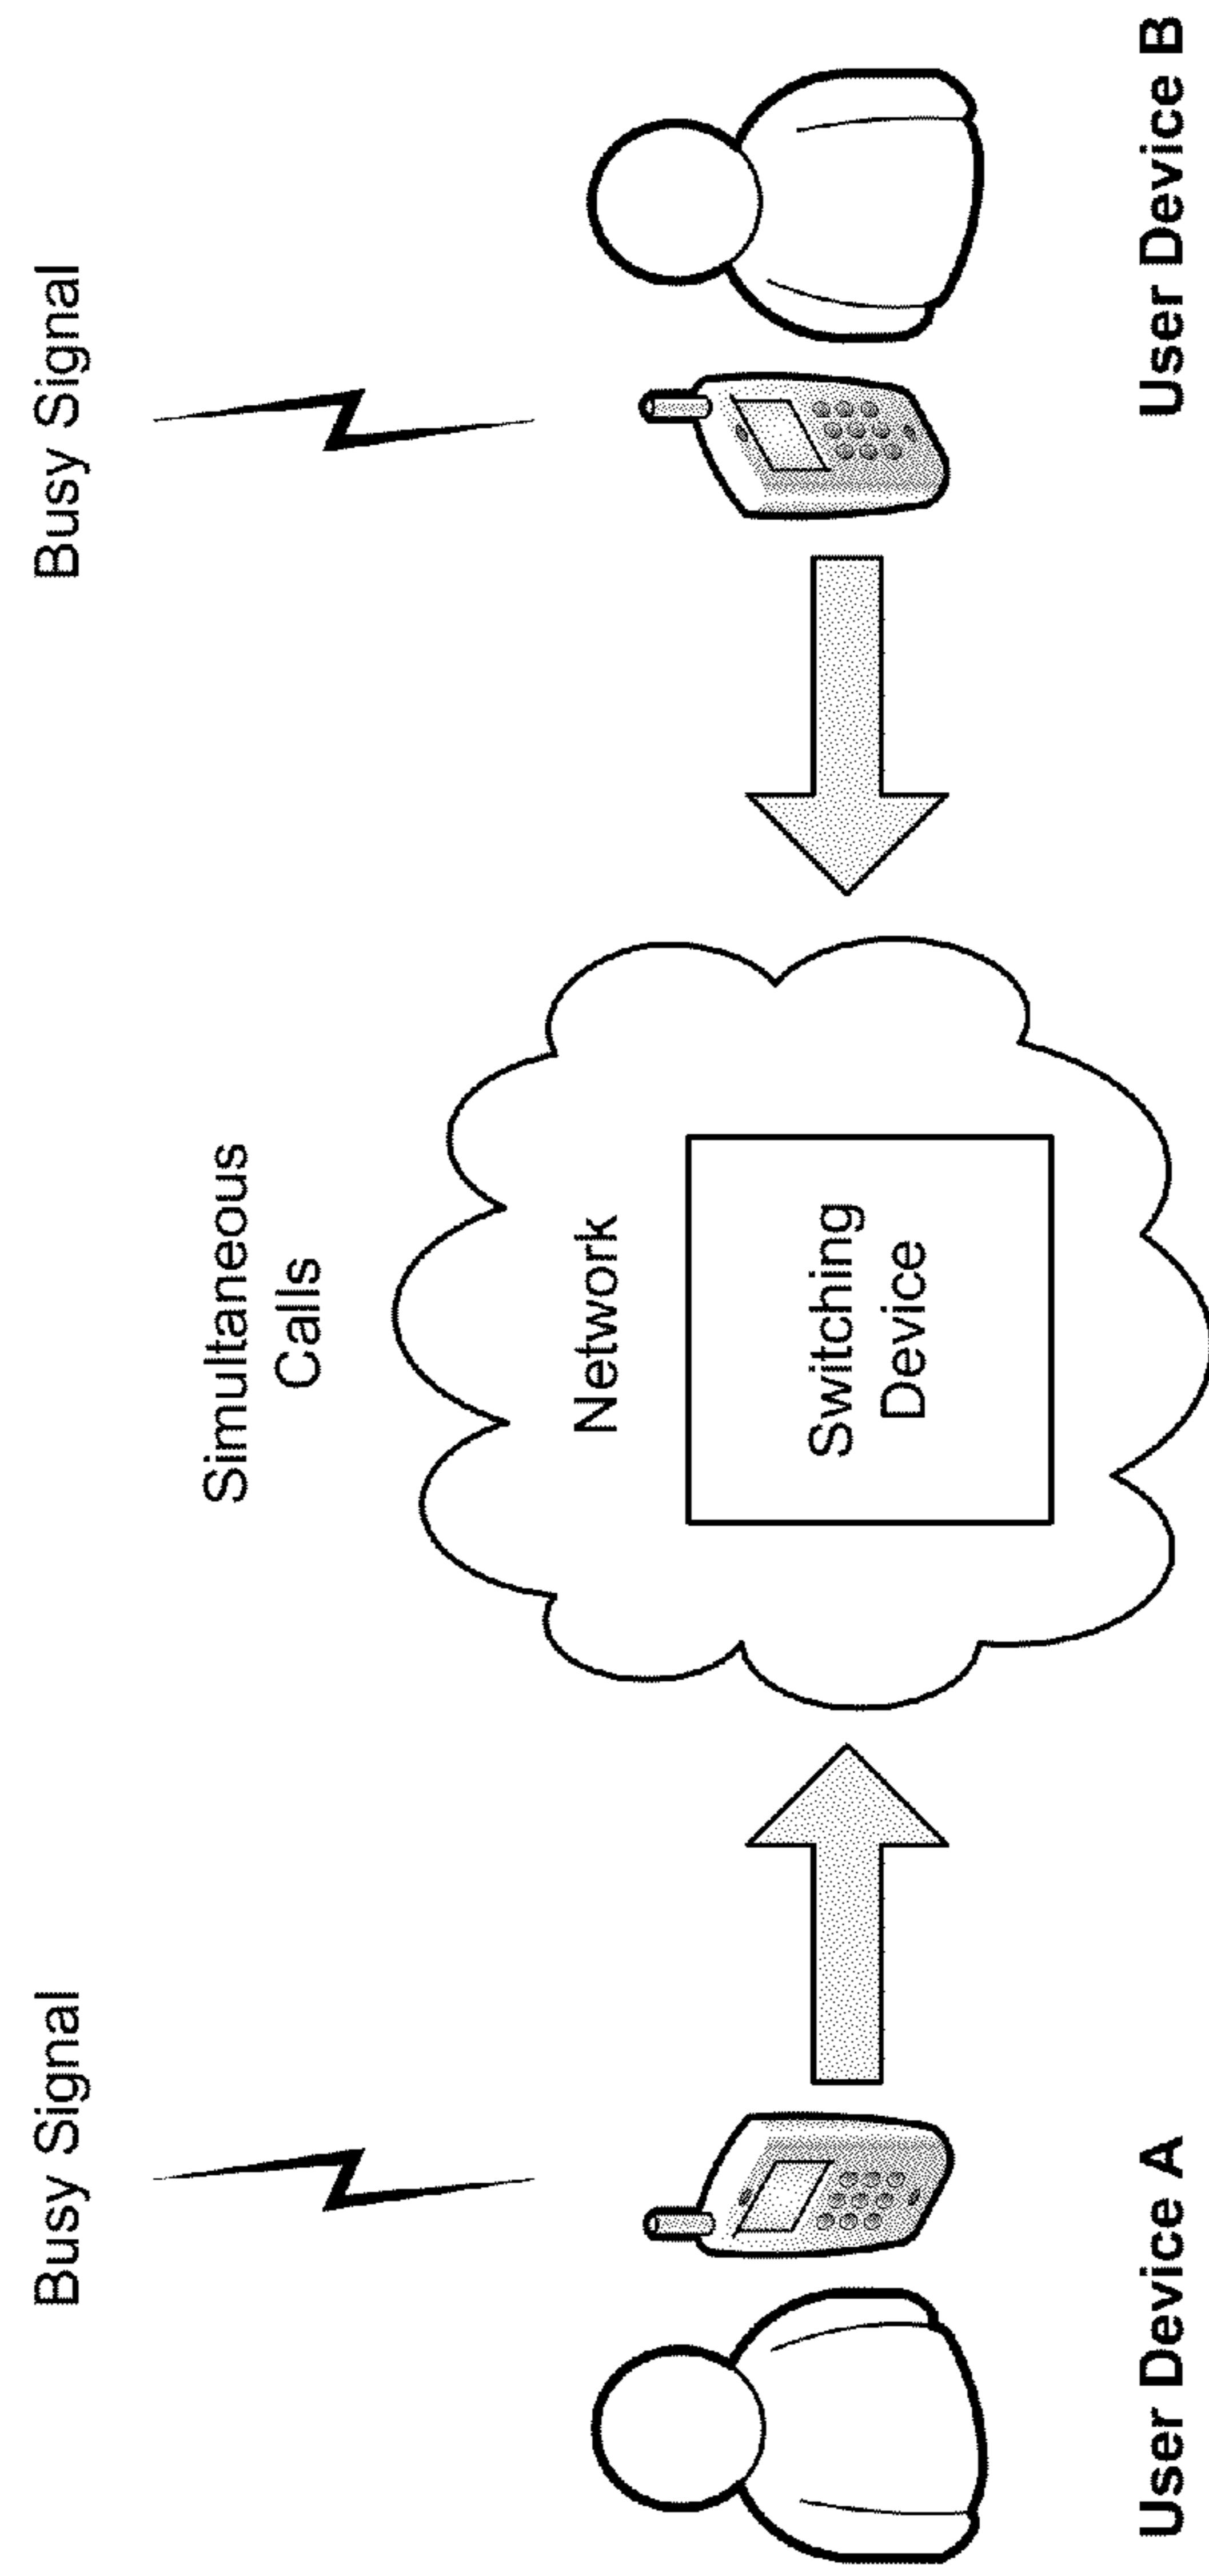 Busy Signal
Busy Signal
Simultaneous
Calls
Network
Switching
Device
User Device A
User Device B